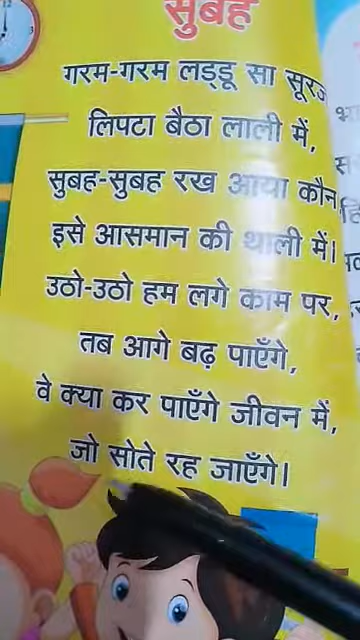 सुबह
गरम-गरम लड्डू सा सूरज
लिपटा बैठा लाली में,
सुबह-सुबह रख आया कौन,
इसे आसमान की थाली में।
उठो-उठो हम लगे काम पर,
तब आगे बढ़ पाएँगे,
वे क्या कर पाएँगे जीवन में,
जो सोते रह जाएँगे।